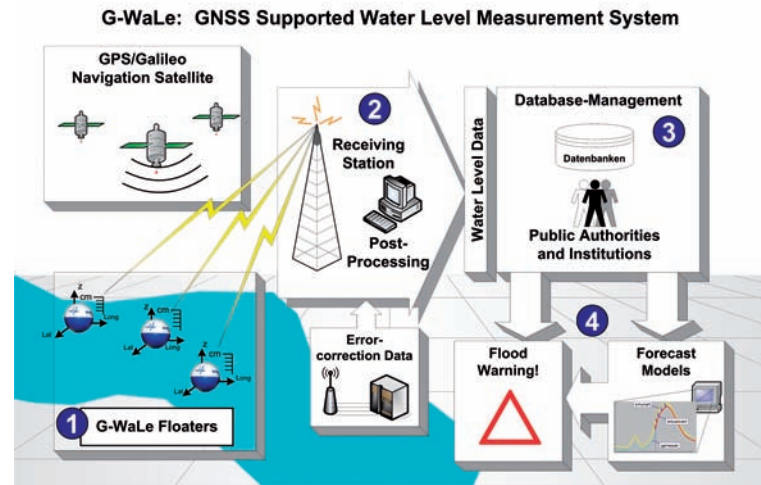 G-WaLe: GNSS Supported Water Level Measurement System
GPS/Galileo
Navigation Satellite
2
Receiving
Station
Post-
Processing
Water Level Data
Database-Management
3
Datenbanken
Public Authorities
and Institutions
z
cm
Lat
Long
z
cm
Lat
Long
z
cm
Lat
Long
1
G-WaLe Floaters
Error-
correction Data
4
Flood
Warning!
Forecast
Models